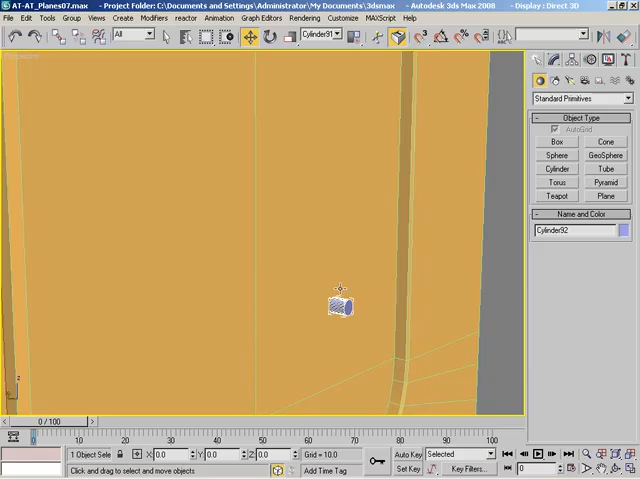 AT-AT_Planes07.max - Project Folder: C:\Documents and Settings\Administrator\My Documents\3dsmax - Autodesk 3ds Max 2008 - Display : Direct 3D
File Edit Tools Group Views Create Modifiers reactor Animation Graph Editors Rendering Customize MAXScript Help
All Cylinder91
Standard Primitives
Object Type
AutoGrid
Box Cone
Sphere GeoSphere
Cylinder Tube
Torus Pyramid
Teapot Plane
Name and Color
Cylinder92
z
0 / 100
0 10 20 30 40 50 60 70 80 90 100
1 Object Sele X: 0.0 Y: 0.0 Z: 0.0 Grid = 10.0 Auto Key Selected
Click and drag to select and move objects Add Time Tag Set Key Key Filters... 0